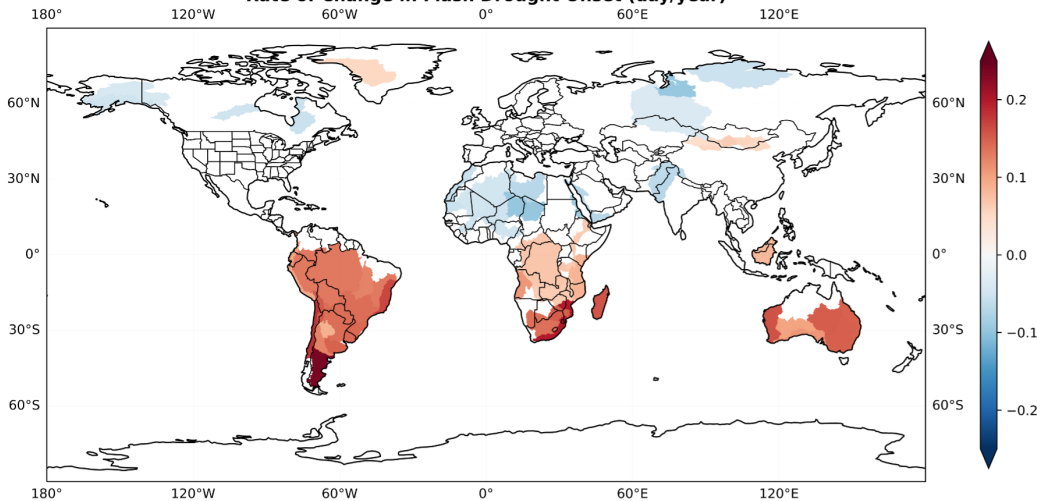 Rate of Change in Flash Drought Onset (day/year)
180° 120°W 60°W 0° 60°E 120°E
60°N 60°N 0.2
30°N 30°N 0.1
0° 0° 0.0
30°S 30°S −0.1
60°S 60°S −0.2
180° 120°W 60°W 0° 60°E 120°E